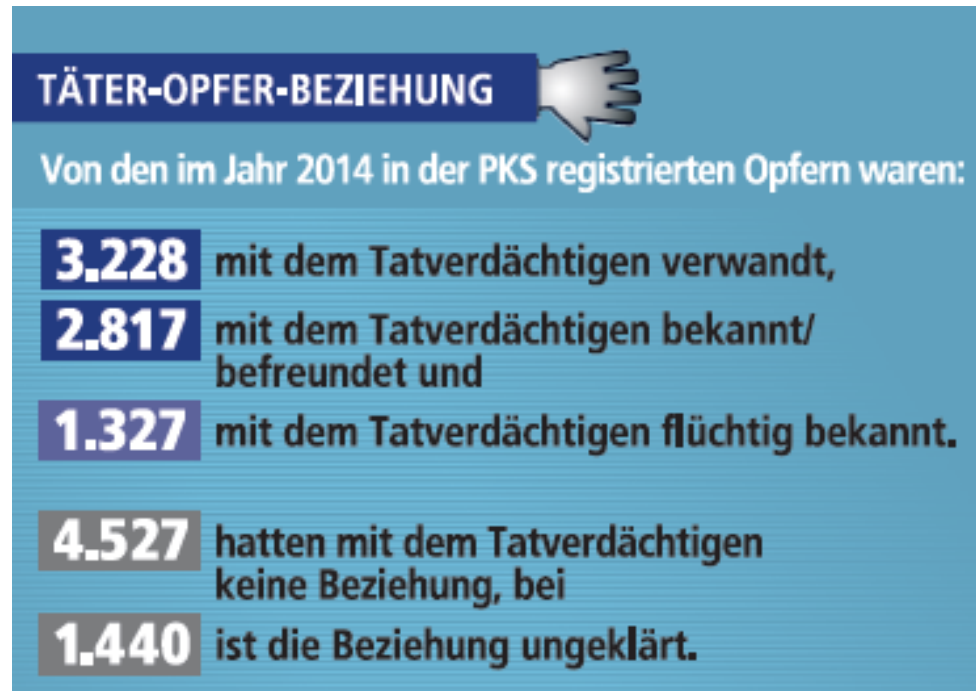 TÄTER-OPFER-BEZIEHUNG
Von den im Jahr 2014 in der PKS registrierten Opfern waren:
3.228 mit dem Tatverdächtigen verwandt,
2.817 mit dem Tatverdächtigen bekannt/
befreundet und
1.327 mit dem Tatverdächtigen flüchtig bekannt.
4.527 hatten mit dem Tatverdächtigen
keine Beziehung, bei
1.440 ist die Beziehung ungeklärt.